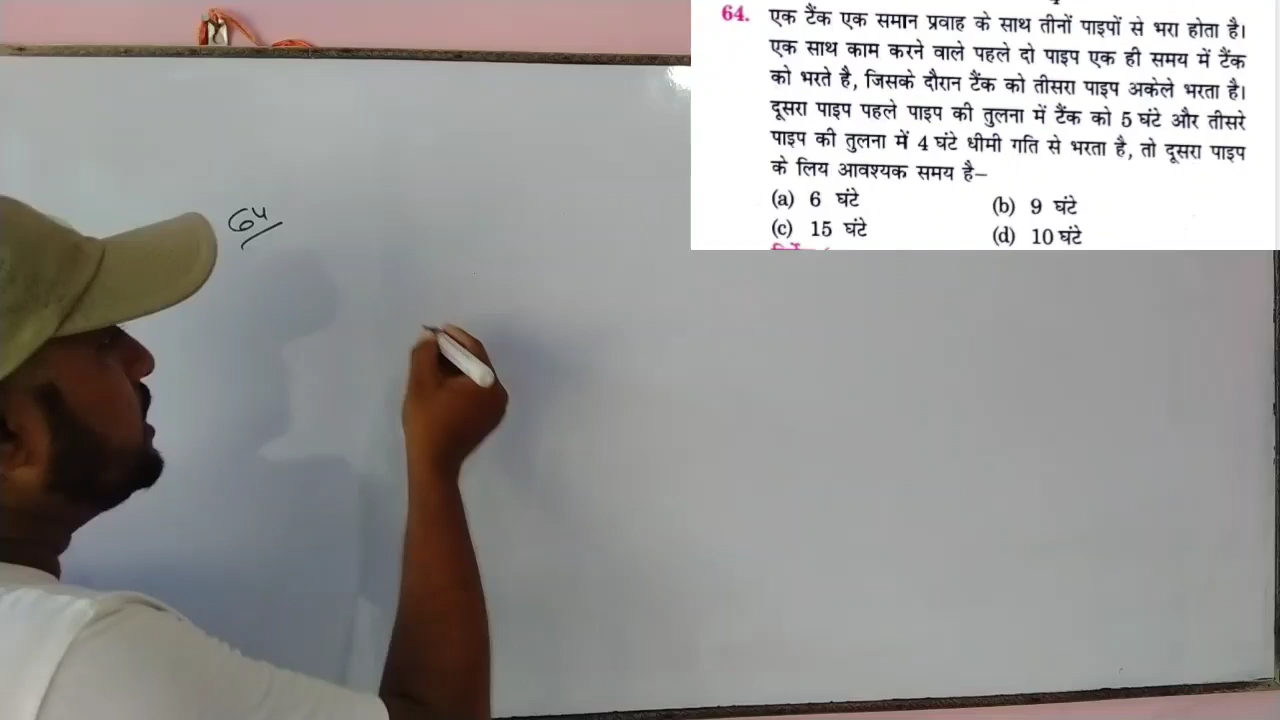 64. एक टैंक एक समान प्रवाह के साथ तीनों पाइपों से भरा होता है।
एक साथ काम करने वाले पहले दो पाइप एक ही समय में टैंक
को भरते है, जिसके दौरान टैंक को तीसरा पाइप अकेले भरता है।
दूसरा पाइप पहले पाइप की तुलना में टैंक को 5 घंटे और तीसरे
पाइप की तुलना में 4 घंटे धीमी गति से भरता है, तो दूसरा पाइप
के लिय आवश्यक समय है–
(a) 6 घंटे (b) 9 घंटे
(c) 15 घंटे (d) 10 घंटे
64